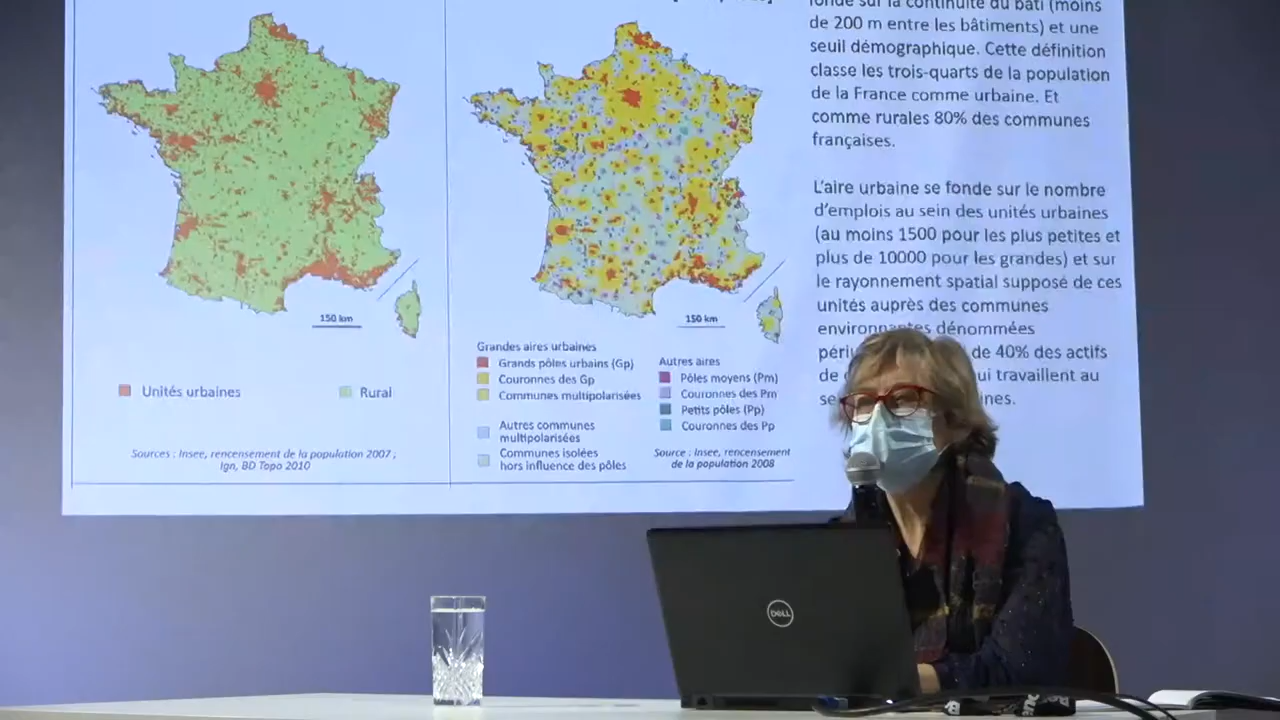 150 km
Unités urbaines
Rural
Sources : Insee, rencensement de la population 2007 ;
Ign, BD Topo 2010
150 km
Grandes aires urbaines
Grands pôles urbains (Gp)
Couronnes des Gp
Communes multipolarisées
Autres communes
multipolarisées
Communes isolées
hors influence des pôles
Autres aires
Pôles moyens (Pm)
Couronnes des Pm
Petits pôles (Pp)
Couronnes des Pp
Source : Insee, rencensement
de la population 2008
fonde sur la continuité du bâti (moins
de 200 m entre les bâtiments) et une
seuil démographique. Cette définition
classe les trois-quarts de la population
de la France comme urbaine. Et
comme rurales 80% des communes
françaises.
L'aire urbaine se fonde sur le nombre
d'emplois au sein des unités urbaines
(au moins 1500 pour les plus petites et
plus de 10000 pour les grandes) et sur
le rayonnement spatial supposé de ces
unités auprès des communes
environnantes dénommées
de 40% des actifs
de travaillent au
DELL